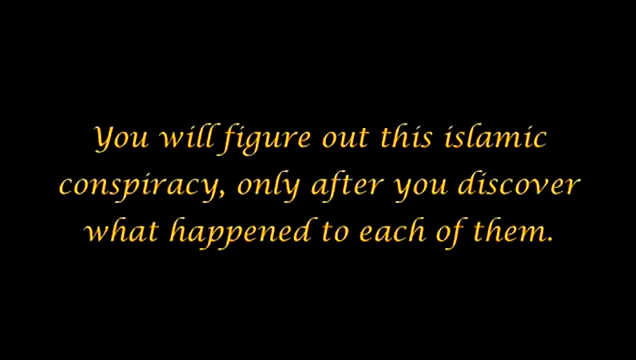 You will figure out this islamic
conspiracy, only after you discover
what happened to each of them.